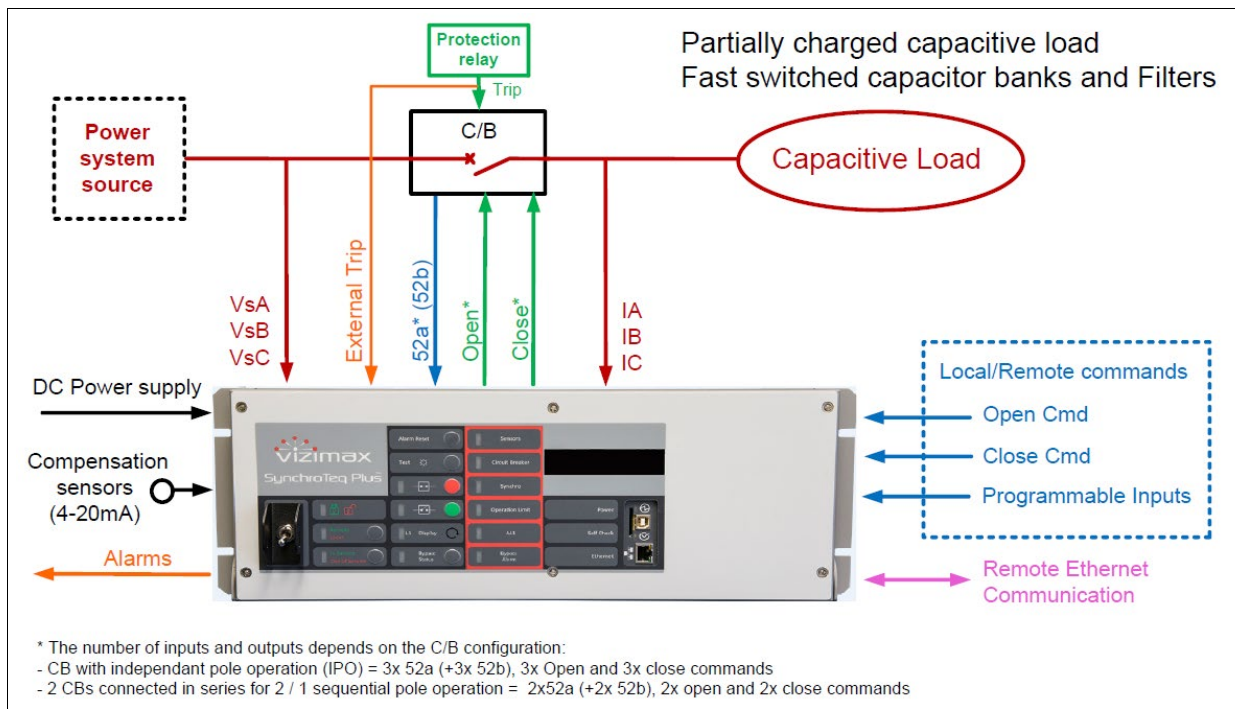 Protection
relay
Trip
Partially charged capacitive load
Fast switched capacitor banks and Filters
Power
system
source
C/B
Capacitive Load
VsA
VsB
VsC
External Trip
52a* (52b)
Open*
Close*
IA
IB
IC
DC Power supply
Compensation
sensors
(4-20mA)
Alarms
Local/Remote commands
Open Cmd
Close Cmd
Programmable Inputs
Remote Ethernet
Communication
vizimax
SynchroTeq Plus
Alarm Reset
Test
Display
Bypass
Status
Sensors
Circuit Breaker
Synchro
Operation Limit
Bypass
Power
Self Check
Ethernet
* The number of inputs and outputs depends on the C/B configuration:
- CB with independant pole operation (IPO) = 3x 52a (+3x 52b), 3x Open and 3x close commands
- 2 CBs connected in series for 2 / 1 sequential pole operation =  2x52a (+2x 52b), 2x open and 2x close commands